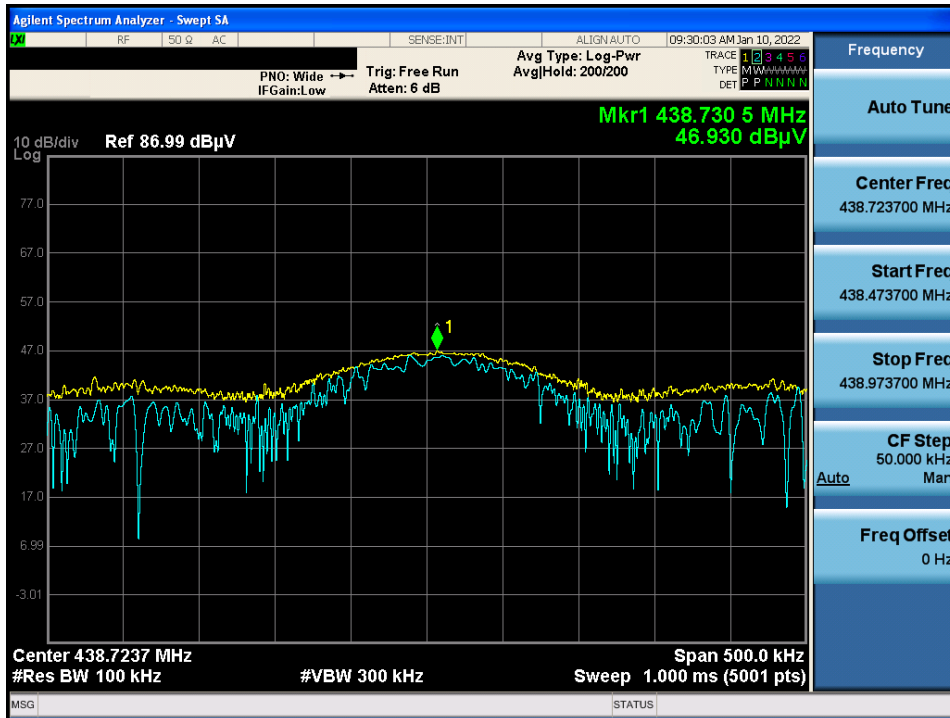 Agilent Spectrum Analyzer - Swept SA
LXI RF 50 Ω AC SENSE:INT ALIGN AUTO 09:30:03 AM Jan 10, 2022
Frequency
PNO: Wide
IFGain:Low
Trig: Free Run
Atten: 6 dB
Avg Type: Log-Pwr
Avg|Hold: 200/200
TRACE 1 2 3 4 5 6
TYPE M W
DET P P N N N N
Auto Tune
Mkr1 438.730 5 MHz
46.930 dBµV
10 dB/div Ref 86.99 dBµV
Log
77.0
67.0
57.0
47.0
37.0
27.0
17.0
6.99
-3.01
1
Center Freq
438.723700 MHz
Start Freq
438.473700 MHz
Stop Freq
438.973700 MHz
CF Step
50.000 kHz
Auto Man
Freq Offset
0 Hz
Center 438.7237 MHz Span 500.0 kHz
#Res BW 100 kHz #VBW 300 kHz Sweep 1.000 ms (5001 pts)
MSG STATUS